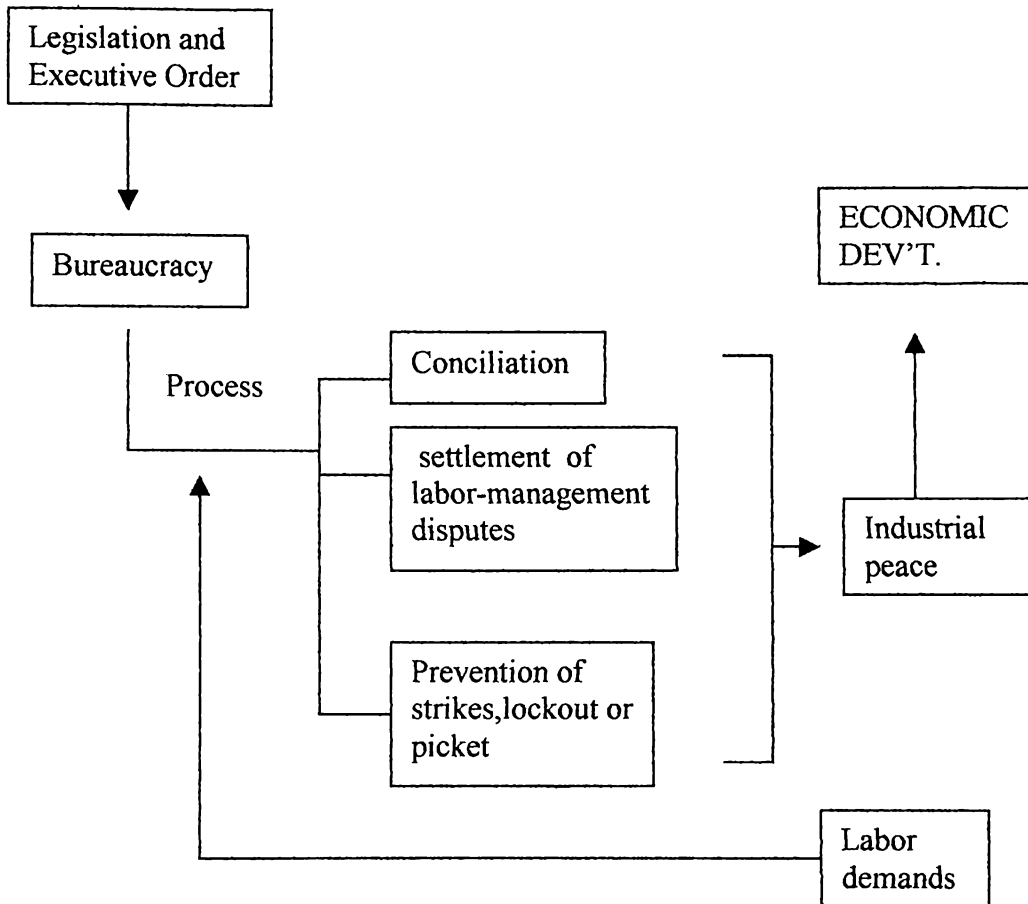 Legislation and
Executive Order
Bureaucracy
ECONOMIC
DEV'T.
Process
Conciliation
settlement of
labor-management
disputes
Industrial
peace
Prevention of
strikes,lockout or
picket
Labor
demands